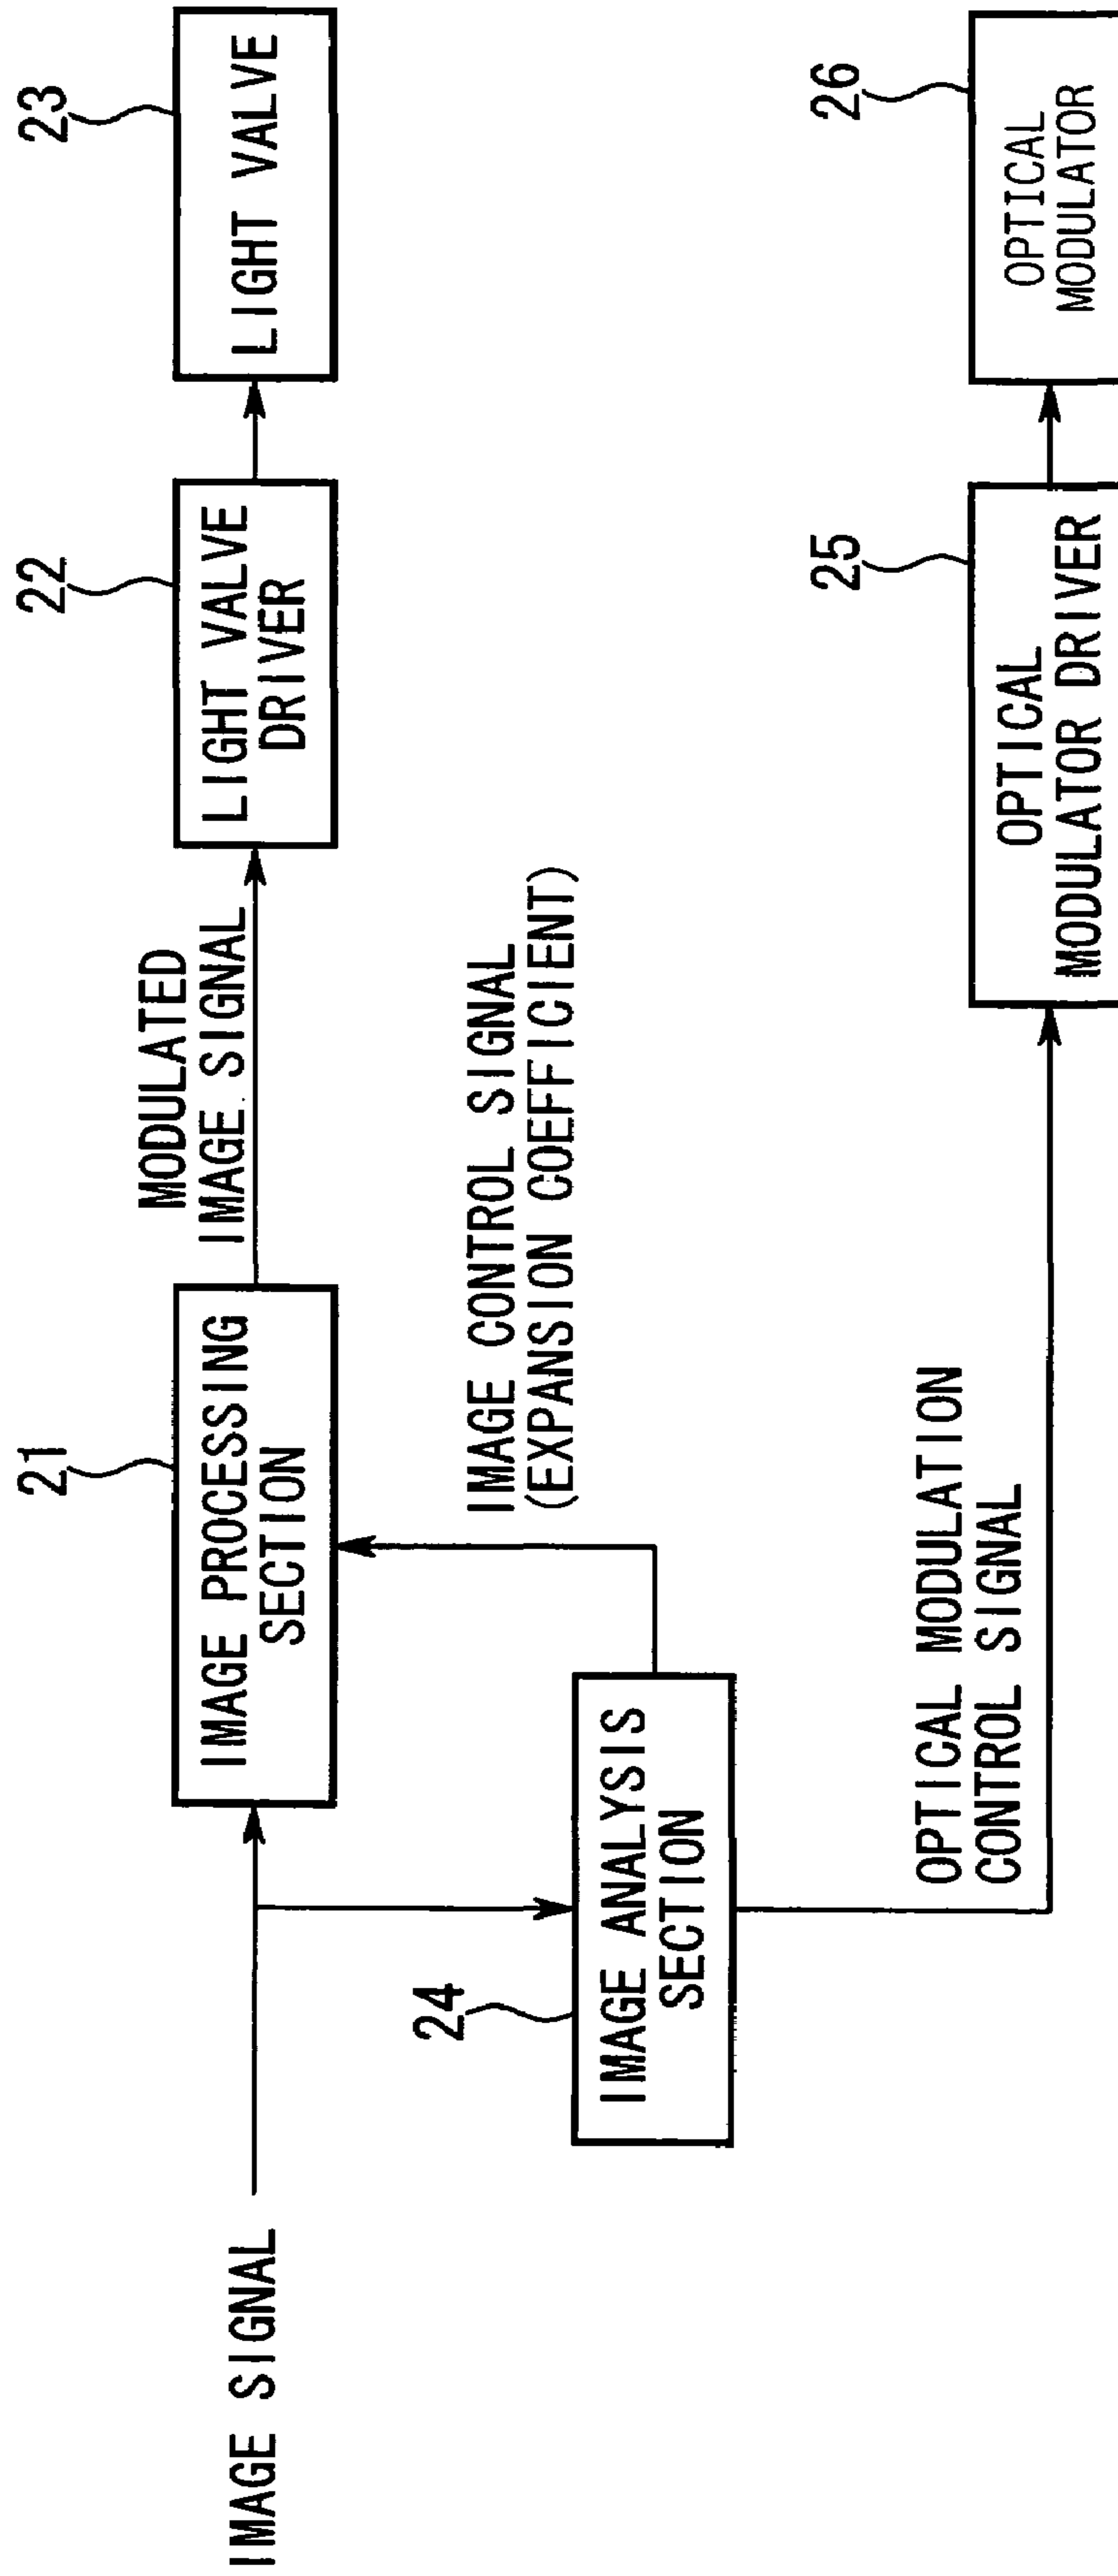 IMAGE SIGNAL
21
IMAGE PROCESSING
SECTION
MODULATED
IMAGE SIGNAL
22
LIGHT VALVE
DRIVER
23
LIGHT VALVE
24
IMAGE ANALYSIS
SECTION
IMAGE CONTROL SIGNAL
(EXPANSION COEFFICIENT)
OPTICAL MODULATION
CONTROL SIGNAL
25
OPTICAL
MODULATOR DRIVER
26
OPTICAL
MODULATOR